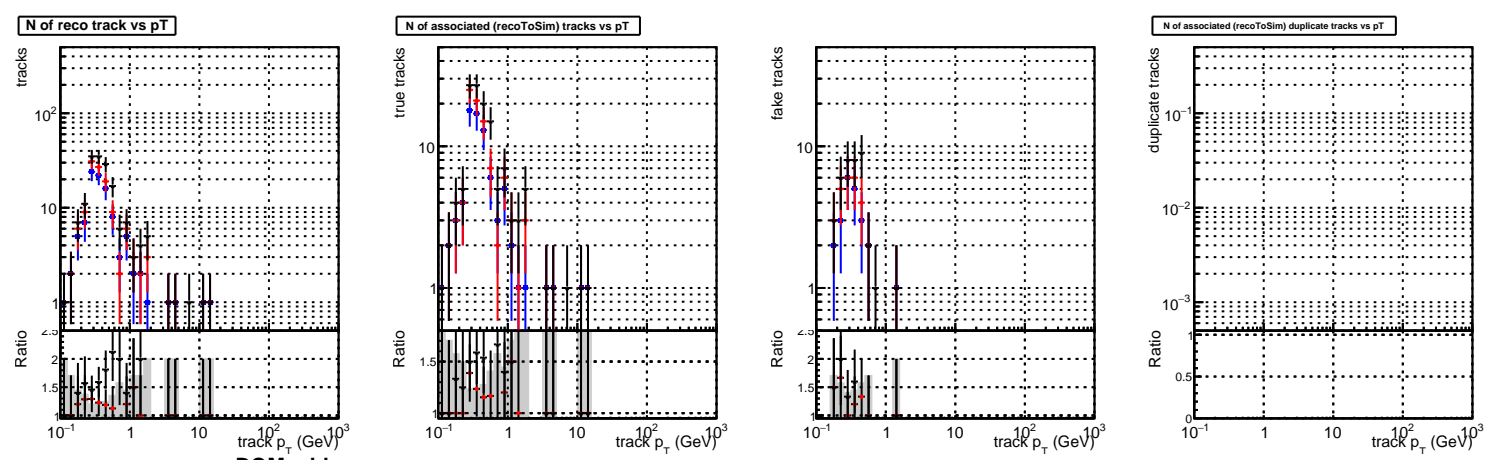 N of reco track vs pT
N of associated (recoToSim) tracks vs pT
N of associated (recoToSim) duplicate tracks vs pT
tracks
10²
10
1
Ratio
2.5
2
1.5
1
10⁻¹ 1 10 10² 10³
track p_T (GeV)
true tracks
10
1
Ratio
1.5
1
10⁻¹ 1 10 10² 10³
track p_T (GeV)
fake tracks
10
1
Ratio
2.5
2
1.5
1
10⁻¹ 1 10 10² 10³
track p_T (GeV)
duplicate tracks
10⁻¹
10⁻²
10⁻³
Ratio
1
0.5
0
10⁻¹ 1 10 10² 10³
track p_T (GeV)